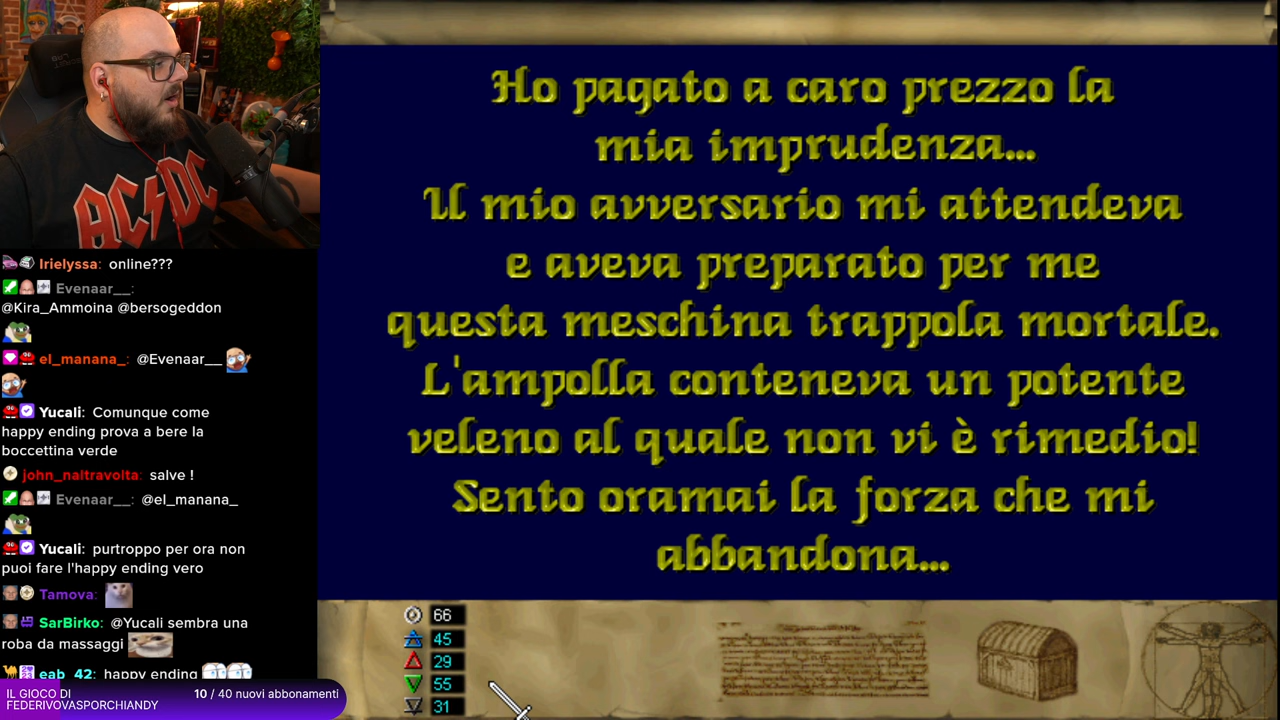 Ho pagato a caro prezzo la
mia imprudenza...
Il mio avversario mi attendeva
e aveva preparato per me
questa meschina trappola mortale.
L'ampolla conteneva un potente
veleno al quale non vi è rimedio!
Sento oramai la forza che mi
abbandona...
66
45
29
55
31
AC/DC
Irielyssa: online???
Evenaar__:
@Kira_Ammoina @bersogeddon
el_manana_: @Evenaar__
Yucali: Comunque come
happy ending prova a bere la
boccettina verde
john_naltravolta: salve !
Evenaar__: @el_manana_
Yucali: purtroppo per ora non
puoi fare l'happy ending vero
Tamova:
SarBirko: @Yucali sembra una
roba da massaggi
eab_42: happy ending
IL GIOCO DI
FEDERIVOVASPORCHIANDY
10 / 40 nuovi abbonamenti